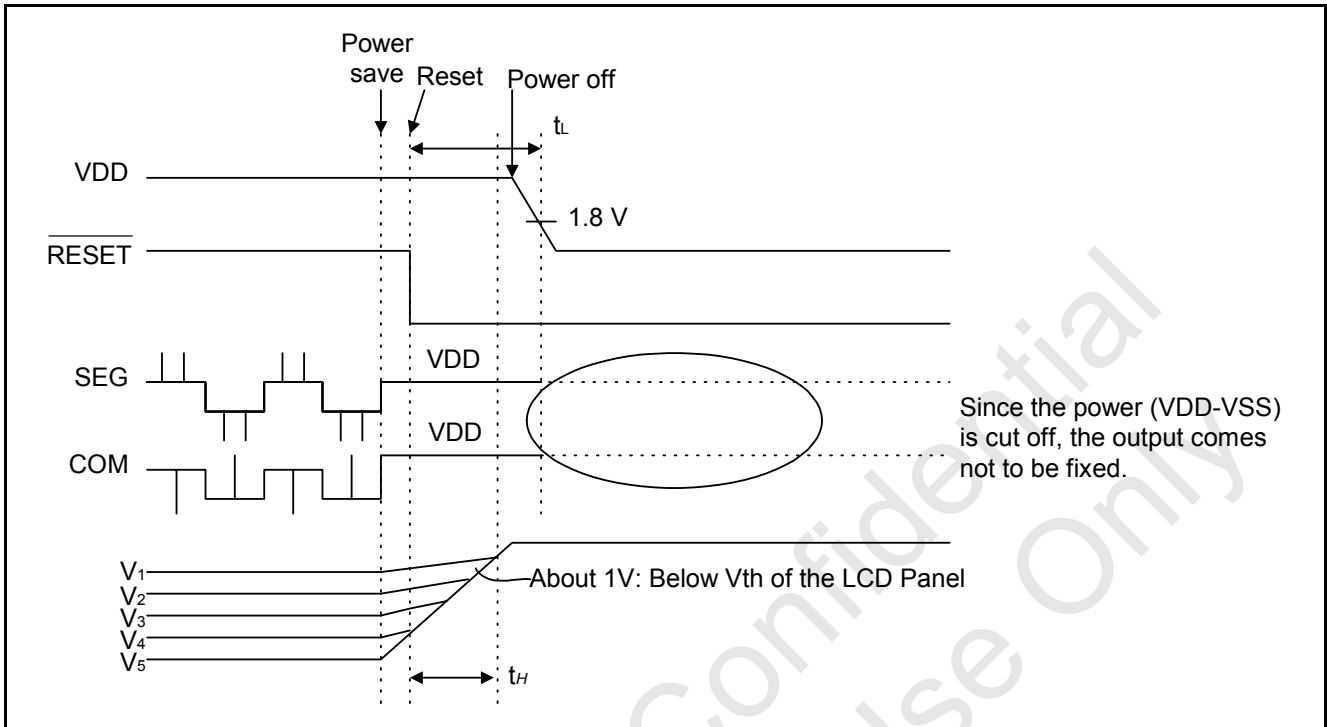 Power
save Reset Power off
tL
VDD
1.8 V
RESET
VDD
SEG
VDD
COM
Since the power (VDD-VSS)
is cut off, the output comes
not to be fixed.
V1
V2
V3
V4
V5
About 1V: Below Vth of the LCD Panel
tH
Confidential
Use Only